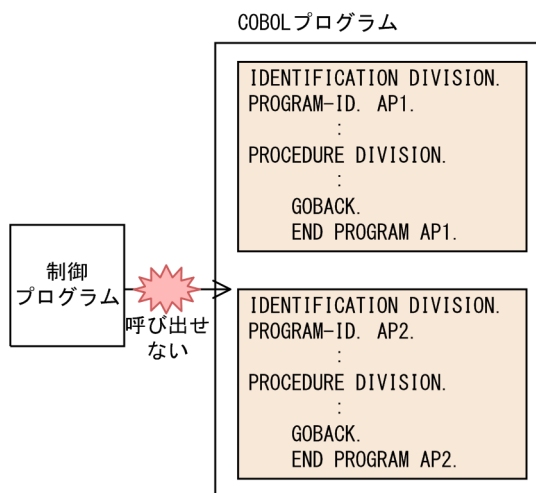 COBOLプログラム
IDENTIFICATION DIVISION.
PROGRAM-ID. AP1.
:
PROCEDURE DIVISION.
:
GOBACK.
END PROGRAM AP1.
制御
プログラム
呼び出せ
ない
IDENTIFICATION DIVISION.
PROGRAM-ID. AP2.
:
PROCEDURE DIVISION.
:
GOBACK.
END PROGRAM AP2.